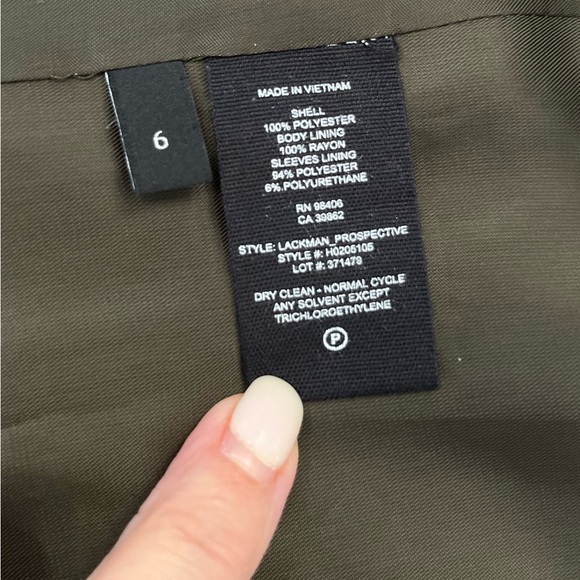 6
MADE IN VIETNAM
SHELL
100% POLYESTER
BODY LINING
100% RAYON
SLEEVES LINING
94% POLYESTER
6% POLYURETHANE
RN 98406
CA 39862
STYLE: LACKMAN_PROSPECTIVE
STYLE #: H0205105
LOT #: 371479
DRY CLEAN - NORMAL CYCLE
ANY SOLVENT EXCEPT
TRICHLOROETHYLENE
P